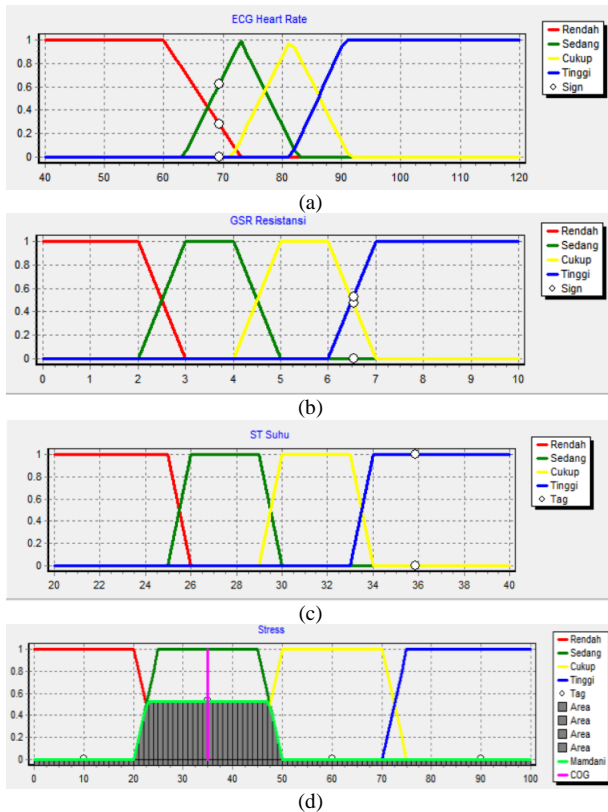 ECG Heart Rate
1
0.8
0.6
0.4
0.2
0
40 50 60 70 80 90 100 110 120
Rendah
Sedang
Cukup
Tinggi
Sign
(a)
GSR Resistansi
1
0.8
0.6
0.4
0.2
0
0 1 2 3 4 5 6 7 8 9 10
Rendah
Sedang
Cukup
Tinggi
Sign
(b)
ST Suhu
1
0.8
0.6
0.4
0.2
0
20 22 24 26 28 30 32 34 36 38 40
Rendah
Sedang
Cukup
Tinggi
Tag
(c)
Stress
1
0.8
0.6
0.4
0.2
0
0 10 20 30 40 50 60 70 80 90 100
Rendah
Sedang
Cukup
Tinggi
Tag
Area
Area
Area
Area
Mamdani
COG
(d)